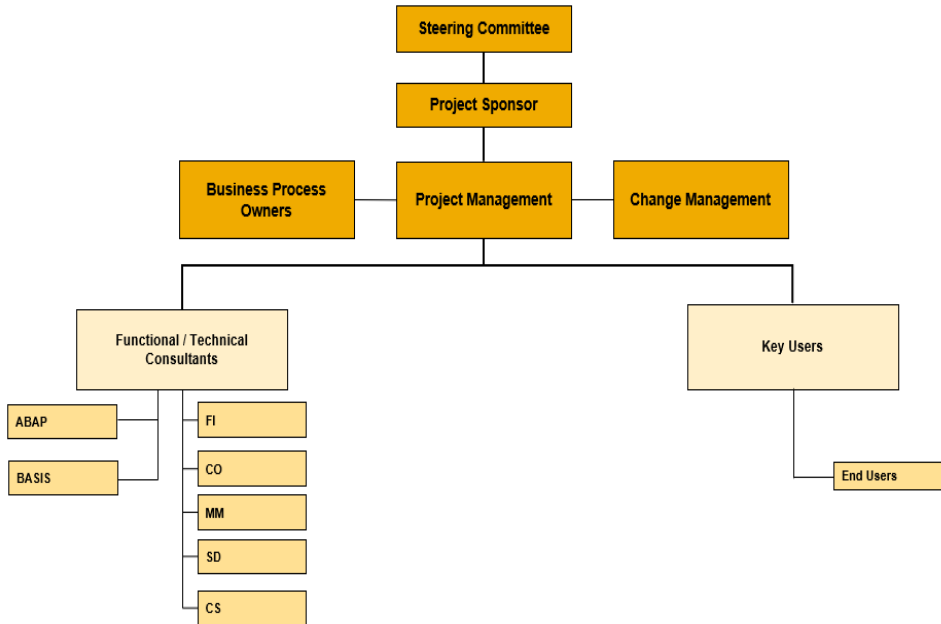 Steering Committee
Project Sponsor
Business Process
Owners
Project Management
Change Management
Functional / Technical
Consultants
Key Users
ABAP
FI
BASIS
CO
End Users
MM
SD
CS